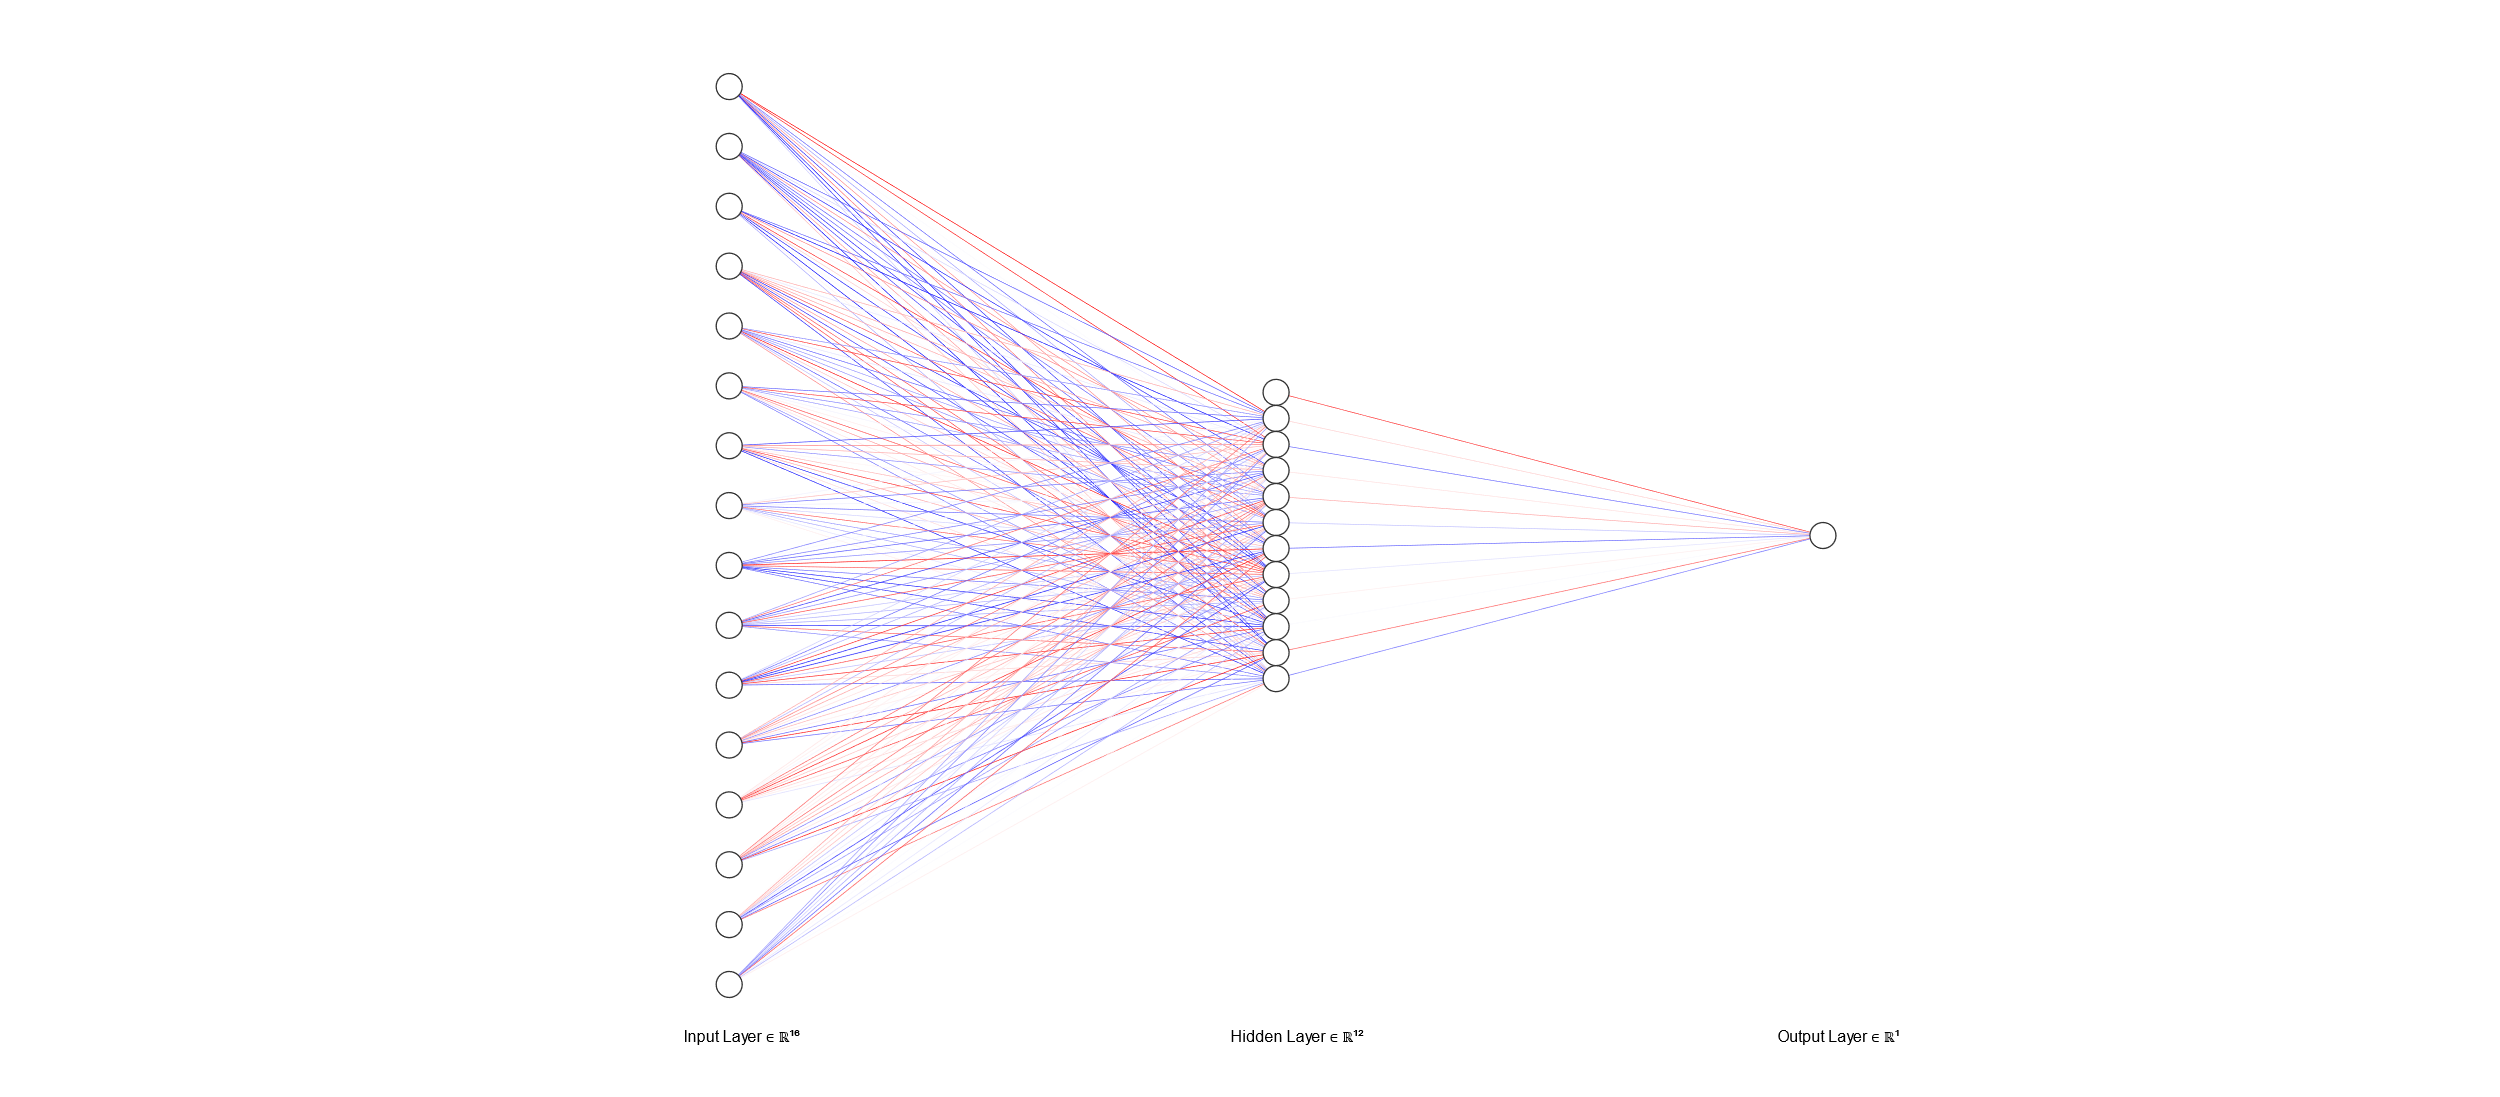 Input Layer ∈ ℝ¹⁶
Hidden Layer ∈ ℝ¹²
Output Layer ∈ ℝ¹